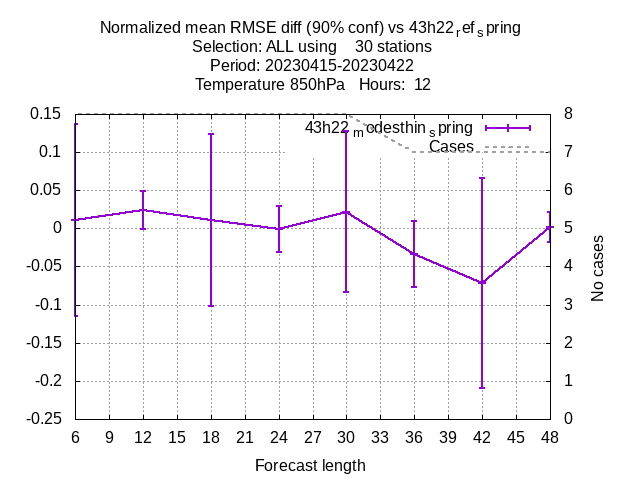 Normalized mean RMSE diff (90% conf) vs 43h22ref spring
Selection: ALL using 30 stations
Period: 20230415-20230422
Temperature 850hPa Hours: 12
0.15
0.1
0.05
0
-0.05
-0.1
-0.15
-0.2
-0.25
8
7
6
5
4
3
2
1
0
43h22modesthinspring
Cases
No cases
6 9 12 15 18 21 24 27 30 33 36 39 42 45 48
Forecast length